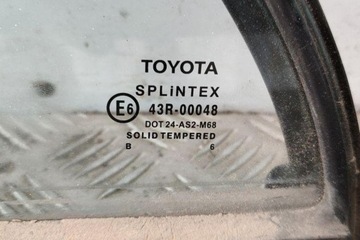 TOYOTA
SPLiNTEX
E6 43R-00048
DOT 24-AS2-M68
SOLID TEMPERED
B 6